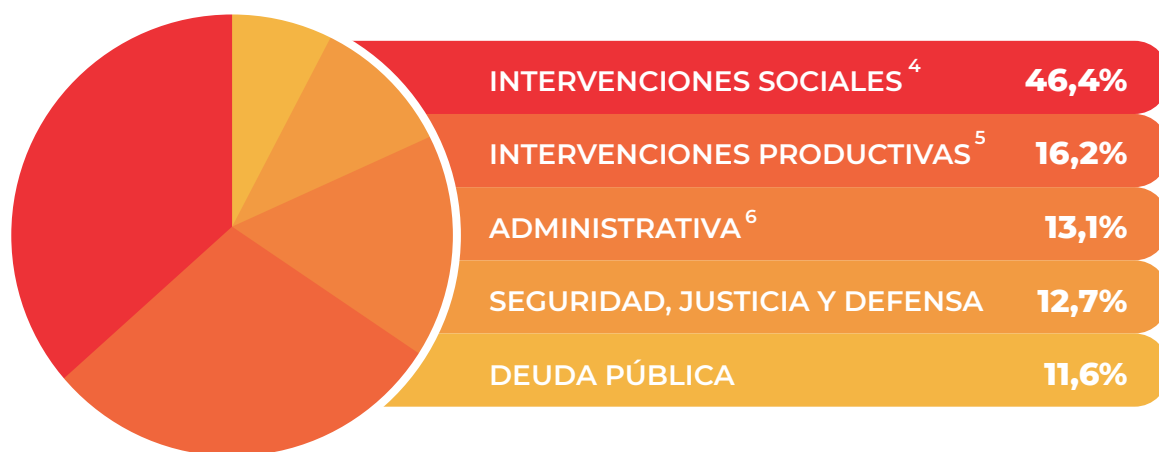 INTERVENCIONES SOCIALES 4 46,4%
INTERVENCIONES PRODUCTIVAS 5 16,2%
ADMINISTRATIVA 6 13,1%
SEGURIDAD, JUSTICIA Y DEFENSA 12,7%
DEUDA PÚBLICA 11,6%